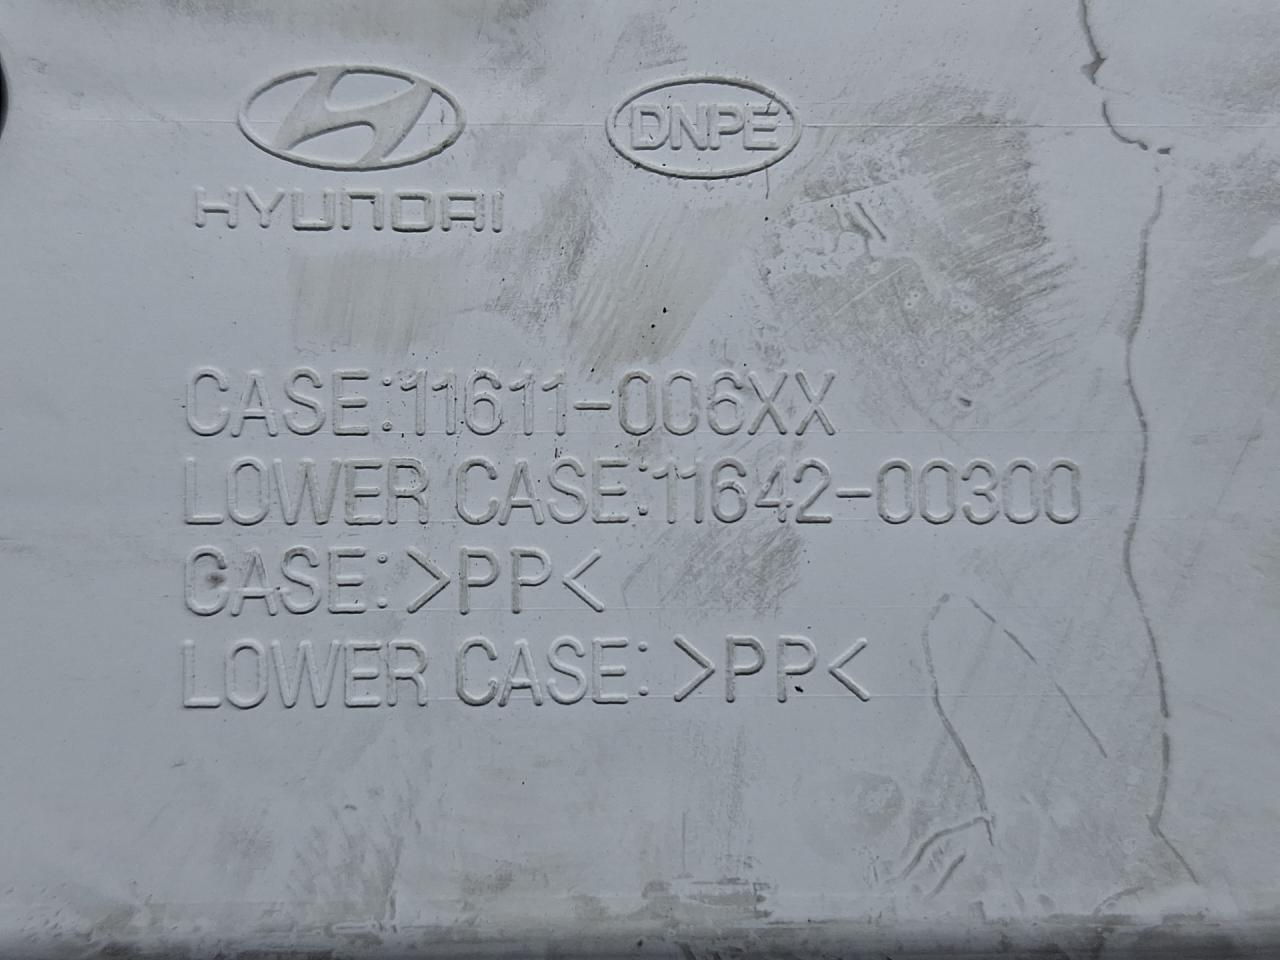 HYUNDAI
DNPE
CASE:11611-006XX
LOWER CASE:11642-00300
CASE:>PP<
LOWER CASE:>PP<